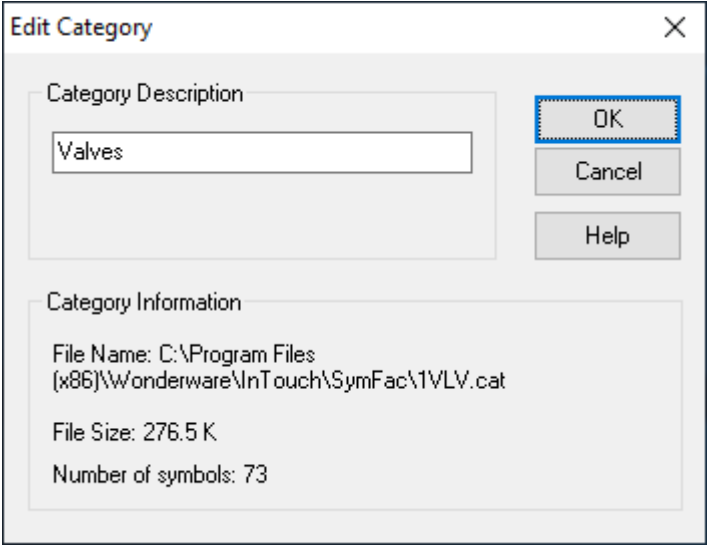 Edit Category
Category Description
Valves
OK
Cancel
Help
Category Information
File Name: C:\Program Files
(x86)\Wonderware\InTouch\SymFac\1VLV.cat
File Size: 276.5 K
Number of symbols: 73